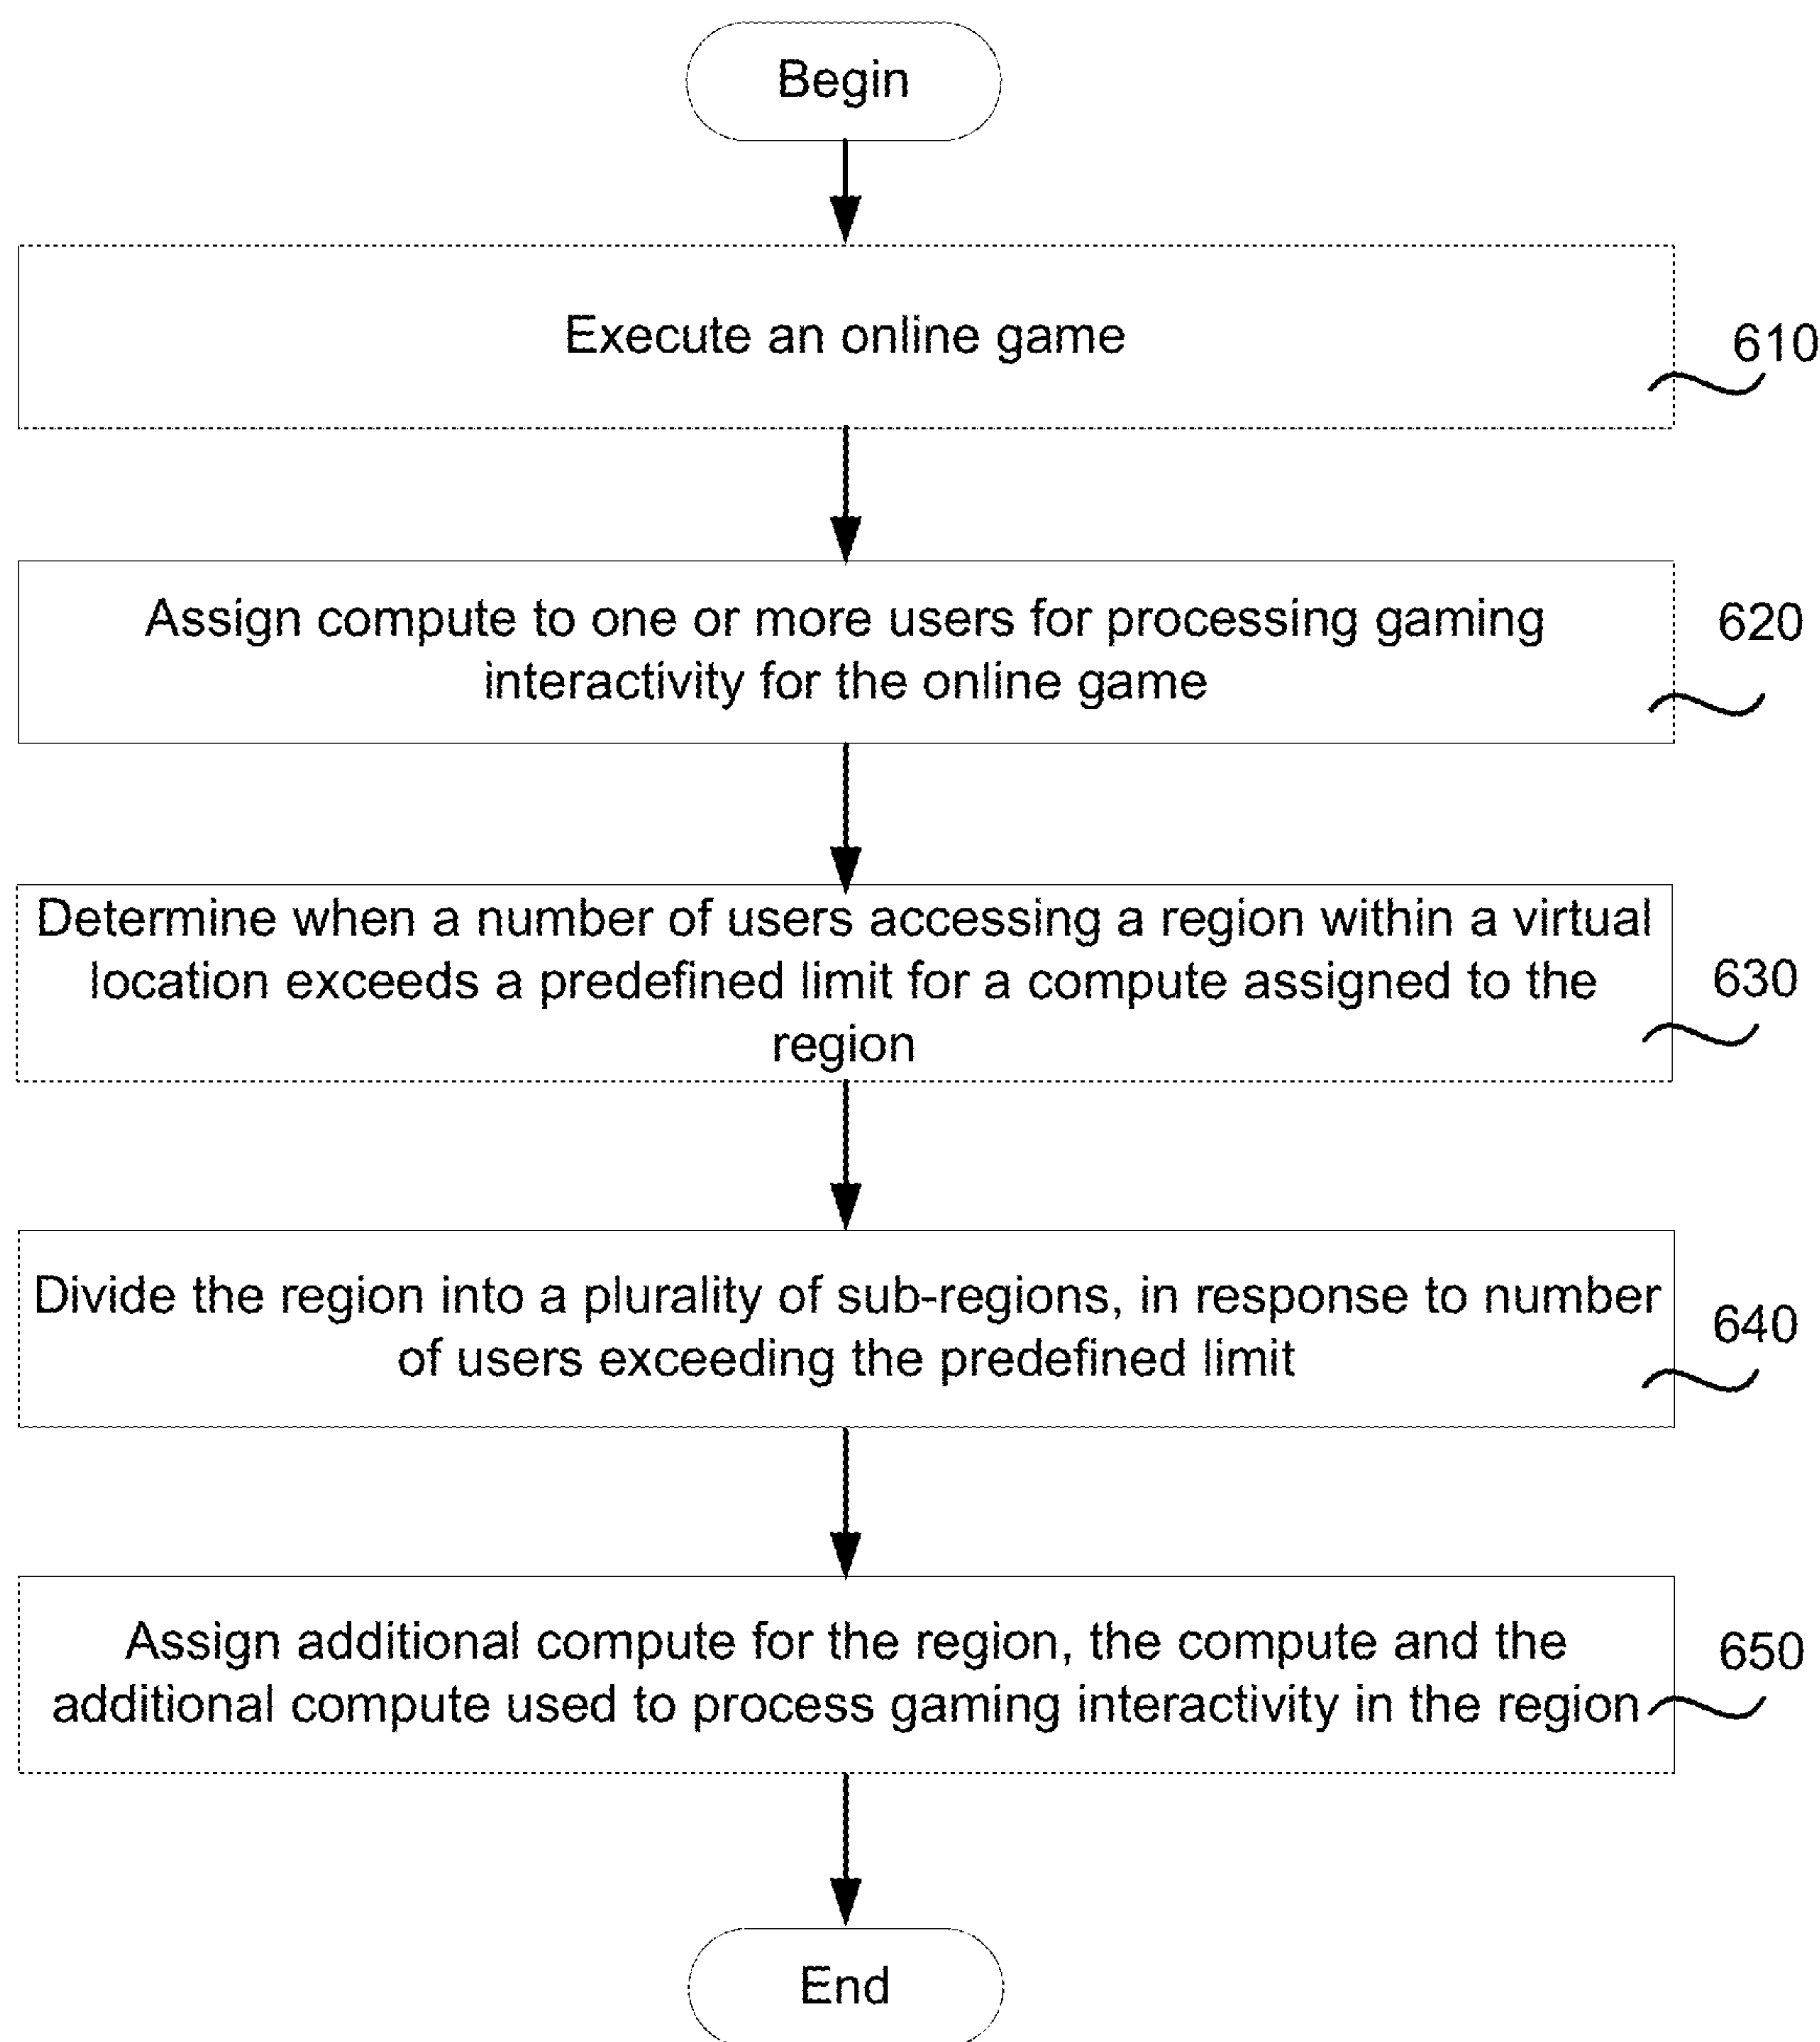 Begin
Execute an online game
610
Assign compute to one or more users for processing gaming
interactivity for the online game
620
Determine when a number of users accessing a region within a virtual
location exceeds a predefined limit for a compute assigned to the
region
630
Divide the region into a plurality of sub-regions, in response to number
of users exceeding the predefined limit
640
Assign additional compute for the region, the compute and the
additional compute used to process gaming interactivity in the region
650
End